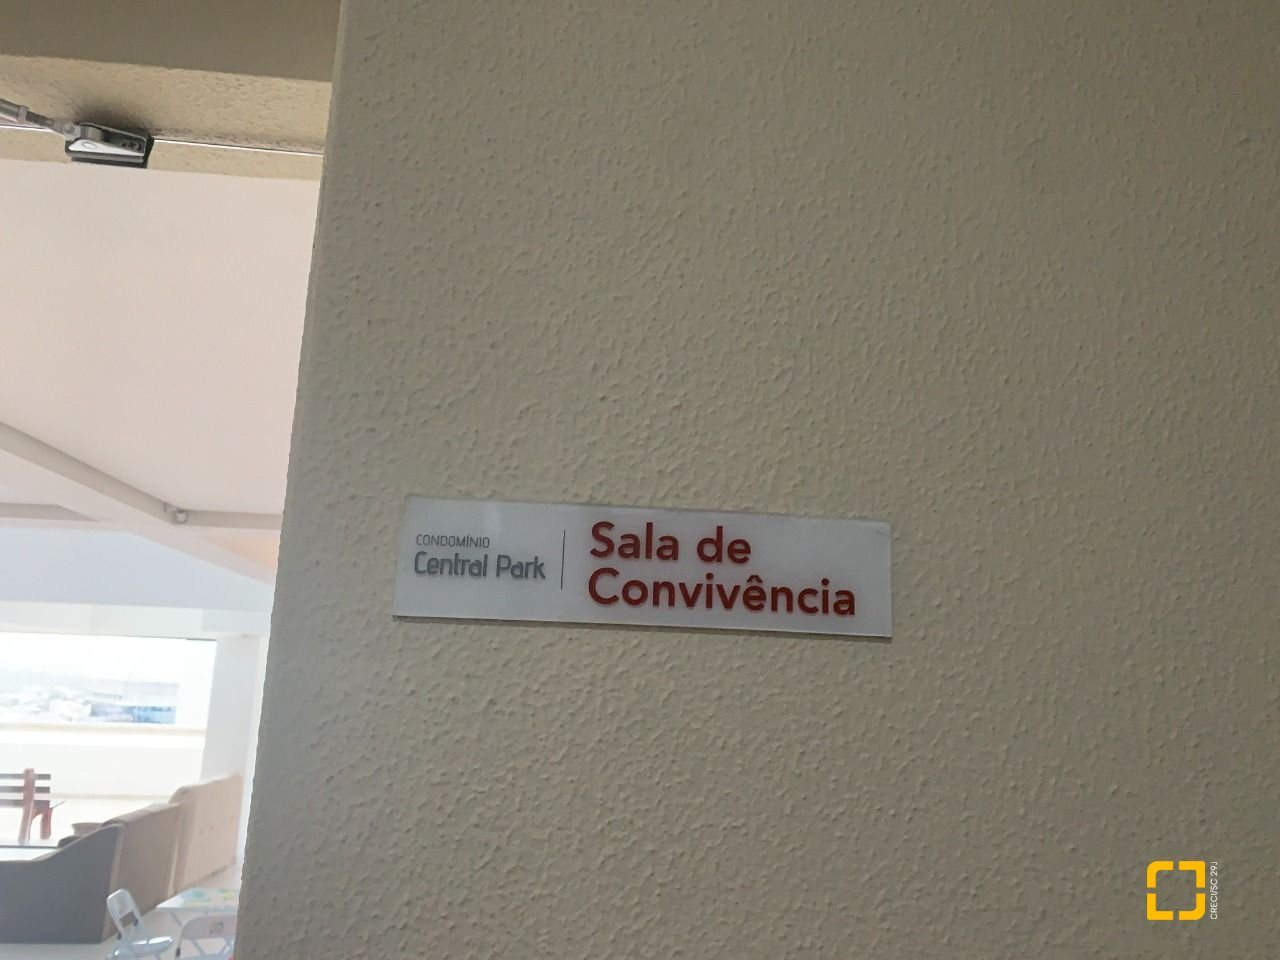 CONDOMÍNIO
Central Park
Sala de
Convivência
CRECI/SC 29J